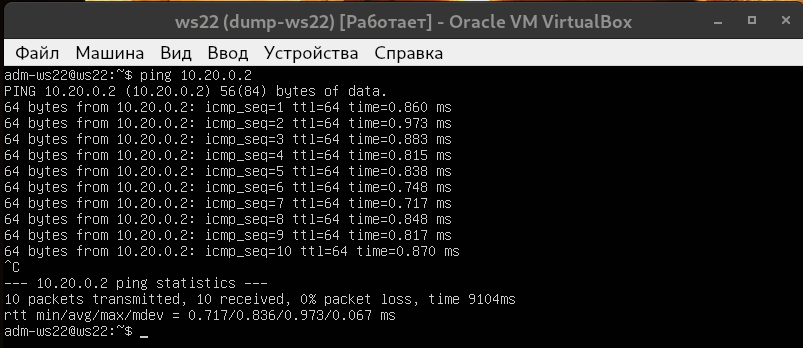 ws22 (dump-ws22) [Работает] - Oracle VM VirtualBox
Файл Машина Вид Ввод Устройства Справка
adm-ws22@ws22:~$ ping 10.20.0.2
PING 10.20.0.2 (10.20.0.2) 56(84) bytes of data.
64 bytes from 10.20.0.2: icmp_seq=1 ttl=64 time=0.860 ms
64 bytes from 10.20.0.2: icmp_seq=2 ttl=64 time=0.973 ms
64 bytes from 10.20.0.2: icmp_seq=3 ttl=64 time=0.883 ms
64 bytes from 10.20.0.2: icmp_seq=4 ttl=64 time=0.815 ms
64 bytes from 10.20.0.2: icmp_seq=5 ttl=64 time=0.838 ms
64 bytes from 10.20.0.2: icmp_seq=6 ttl=64 time=0.748 ms
64 bytes from 10.20.0.2: icmp_seq=7 ttl=64 time=0.717 ms
64 bytes from 10.20.0.2: icmp_seq=8 ttl=64 time=0.848 ms
64 bytes from 10.20.0.2: icmp_seq=9 ttl=64 time=0.817 ms
64 bytes from 10.20.0.2: icmp_seq=10 ttl=64 time=0.870 ms
^C
--- 10.20.0.2 ping statistics ---
10 packets transmitted, 10 received, 0% packet loss, time 9104ms
rtt min/avg/max/mdev = 0.717/0.836/0.973/0.067 ms
adm-ws22@ws22:~$ _